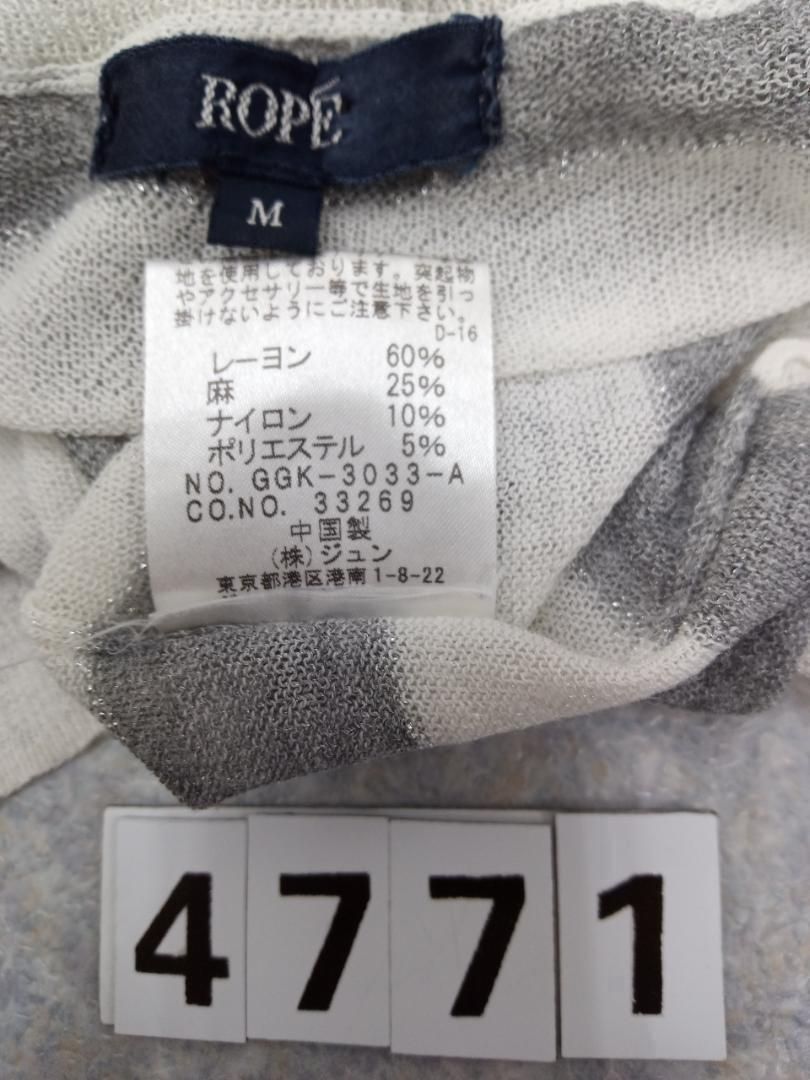 ROPÉ
M
地を使用しております。突起物
やアクセサリー等で生地を引っ
掛けないようにご注意下さい。
D-16
レーヨン 60%
麻 25%
ナイロン 10%
ポリエステル 5%
NO. GGK-3033-A
CO.NO. 33269
中国製
(株)ジュン
東京都港区港南1-8-22
4771